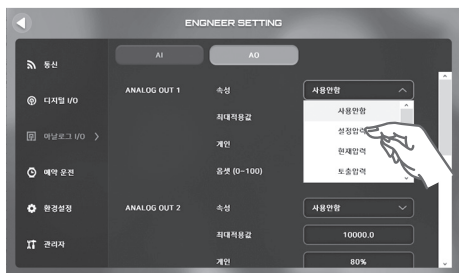 ENGNEER SETTING
AI
AO
통신
디지털 I/O
아날로그 I/O
예약 운전
환경설정
관리자
ANALOG OUT 1
속성
사용안함
최대적용값
게인
옵셋 (0~100)
사용안함
설정압력
현재압력
토출압력
ANALOG OUT 2
속성
사용안함
최대적용값
10000.0
게인
80%